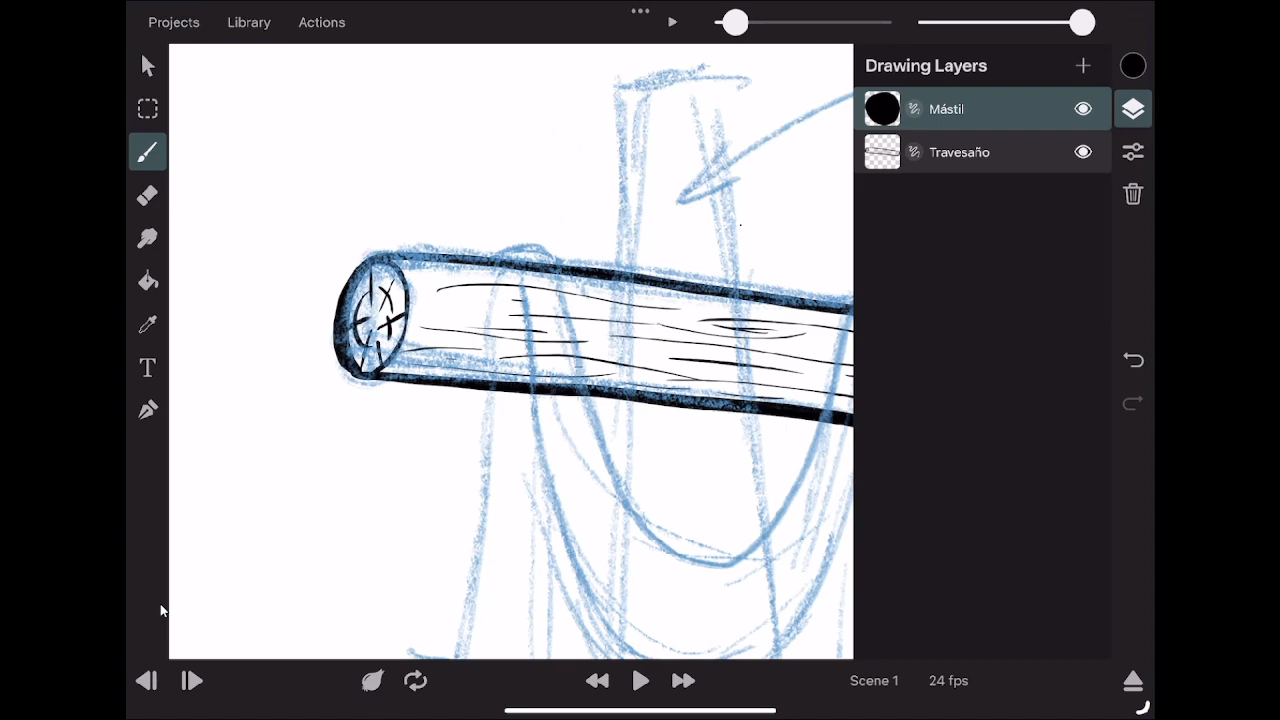 Projects Library Actions
Drawing Layers
Mástil
Travesaño
T
Scene 1 24 fps